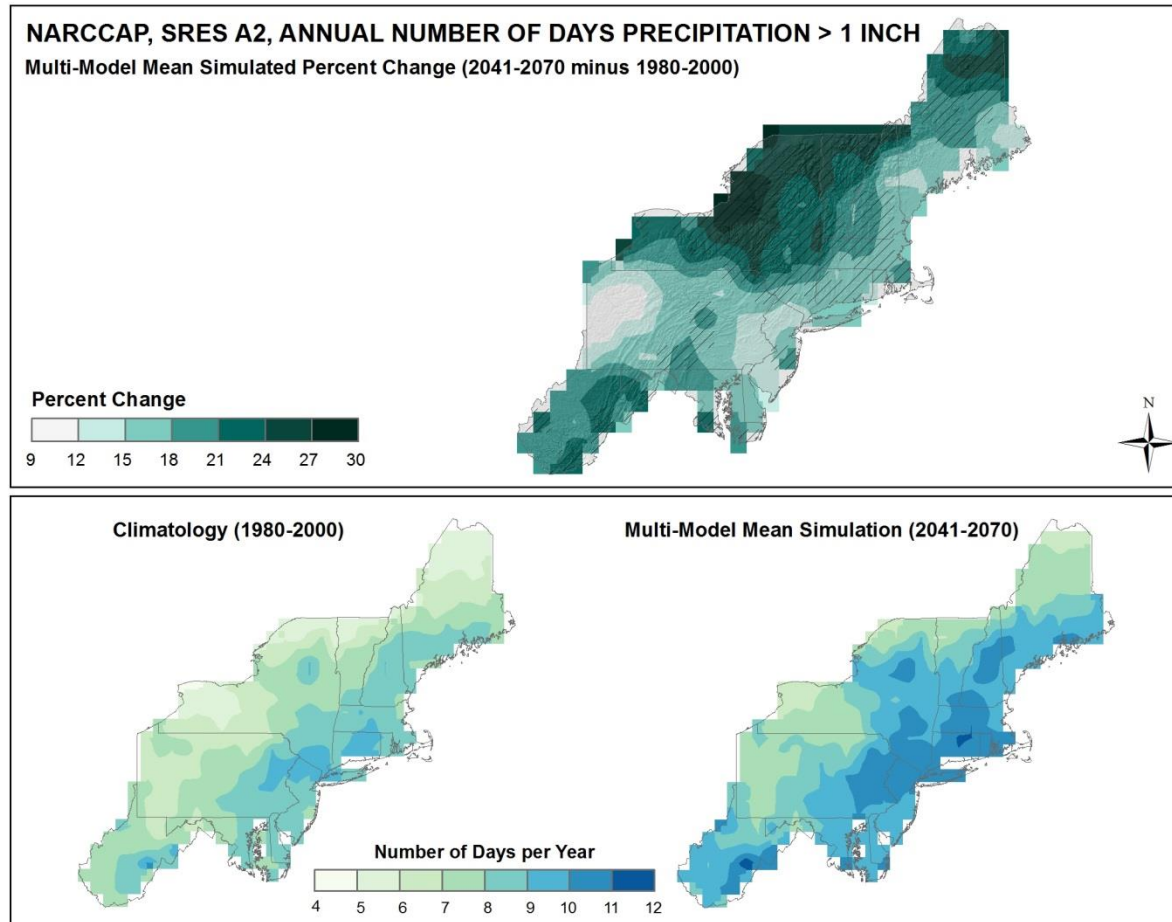 NARCCAP, SRES A2, ANNUAL NUMBER OF DAYS PRECIPITATION > 1 INCH
Multi-Model Mean Simulated Percent Change (2041-2070 minus 1980-2000)
Percent Change
9 12 15 18 21 24 27 30
N
Climatology (1980-2000)
Multi-Model Mean Simulation (2041-2070)
Number of Days per Year
4 5 6 7 8 9 10 11 12